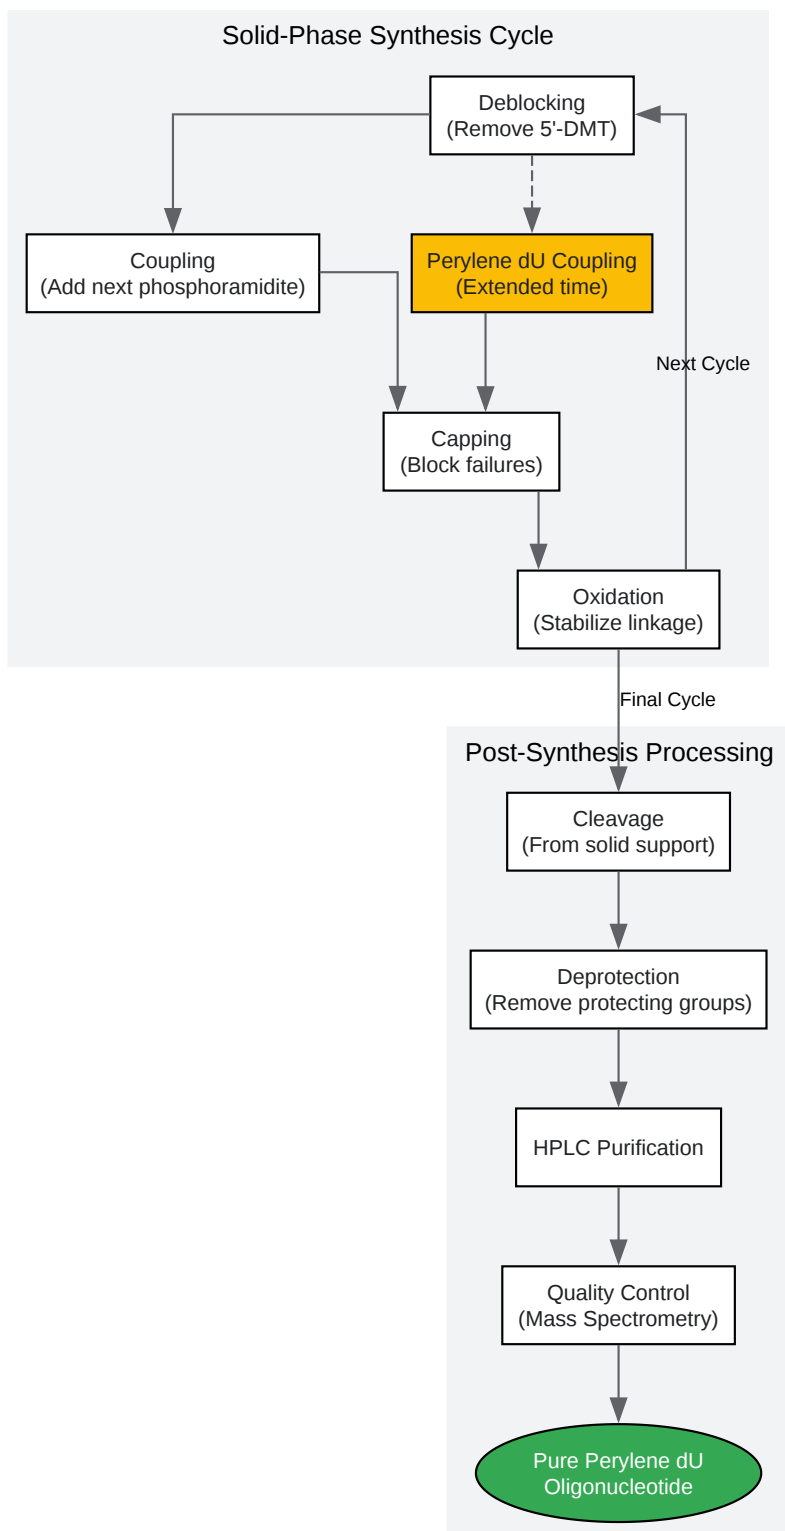 Solid-Phase Synthesis Cycle
Deblocking
(Remove 5'-DMT)
Coupling
(Add next phosphoramidite)
Perylene dU Coupling
(Extended time)
Next Cycle
Capping
(Block failures)
Oxidation
(Stabilize linkage)
Final Cycle
Post-Synthesis Processing
Cleavage
(From solid support)
Deprotection
(Remove protecting groups)
HPLC Purification
Quality Control
(Mass Spectrometry)
Pure Perylene dU
Oligonucleotide